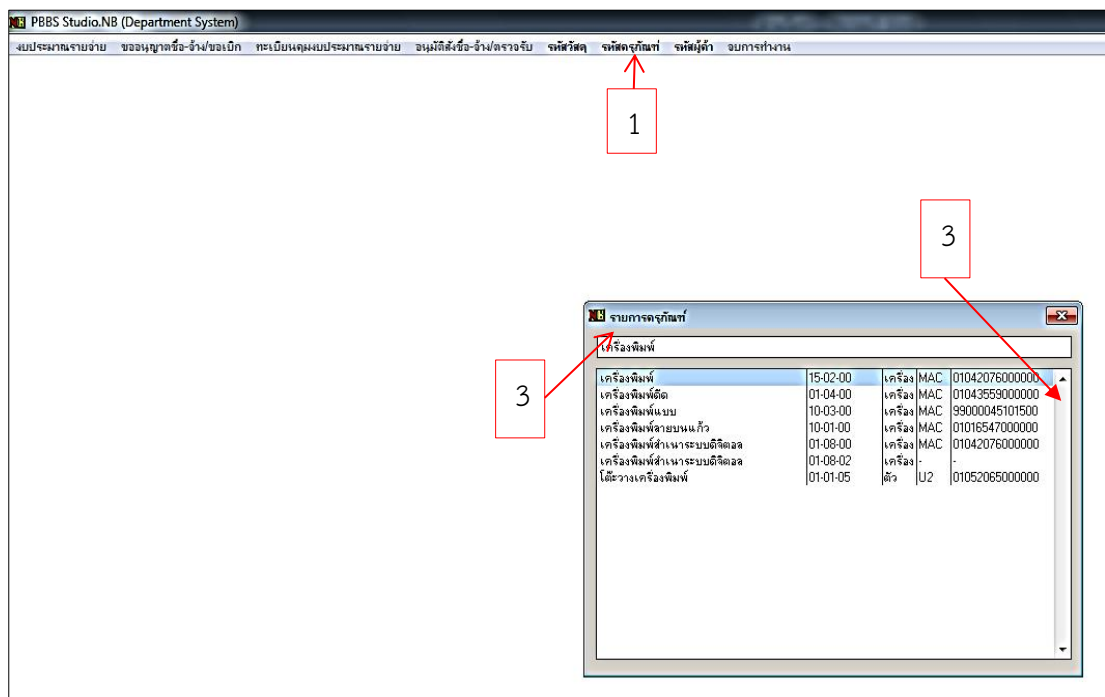 NB PBBS Studio.NB (Department System)
งบประมาณรายจ่าย ขออนุญาตซื้อ-จ้าง/ขอเบิก ทะเบียนคุมงบประมาณรายจ่าย อนุมัติสั่งซื้อ-จ้าง/ตรวจรับ รหัสวัสดุ รหัสครุภัณฑ์ รหัสผู้ค้า จบการทำงาน
1
3
NB รายการครุภัณฑ์
เครื่องพิมพ์
3
เครื่องพิมพ์ 15-02-00 เครื่อง MAC 01042076000000
เครื่องพิมพ์ดีด 01-04-00 เครื่อง MAC 01043559000000
เครื่องพิมพ์แบบ 10-03-00 เครื่อง MAC 99000045101500
เครื่องพิมพ์ลายบนแก้ว 10-01-00 เครื่อง MAC 01016547000000
เครื่องพิมพ์สำเนาระบบดิจิตอล 01-08-00 เครื่อง MAC 01042076000000
เครื่องพิมพ์สำเนาระบบดิจิตอล 01-08-02 เครื่อง - -
โต๊ะวางเครื่องพิมพ์ 01-01-05 ตัว U2 01052065000000